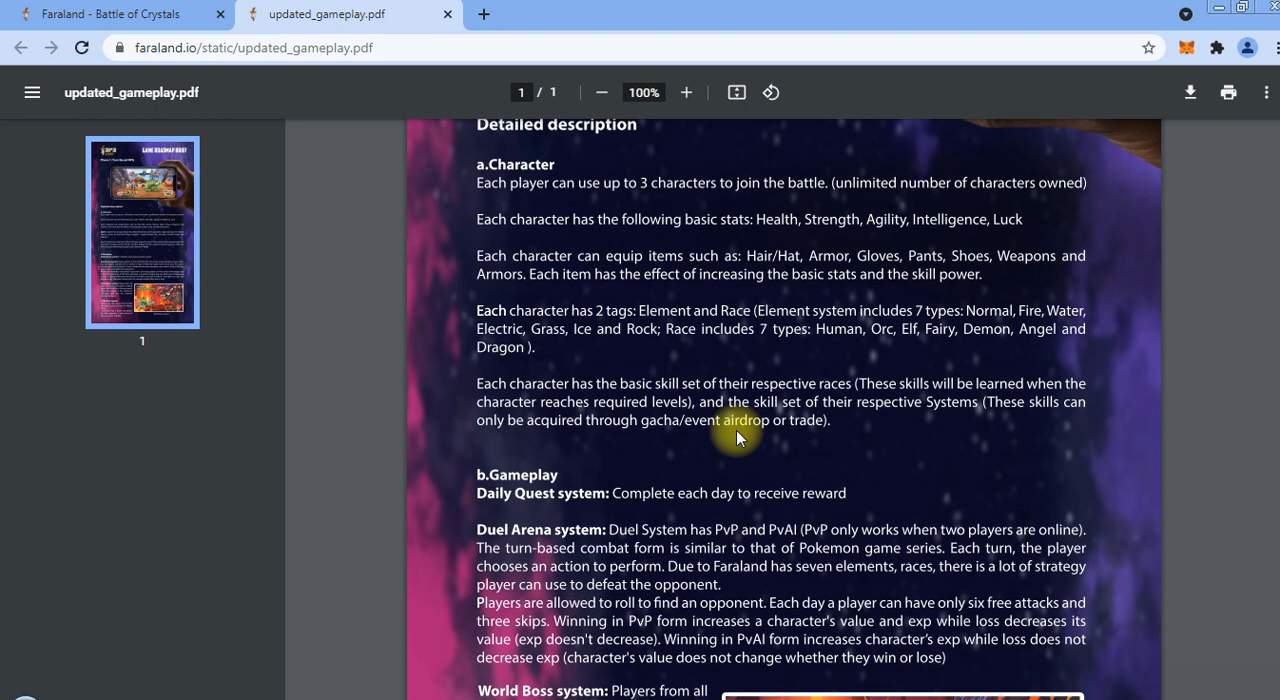 Faraland - Battle of Crystals
updated_gameplay.pdf
faraland.io/static/updated_gameplay.pdf
updated_gameplay.pdf
1 / 1
100%
GAME ROADMAP BRIEF
1
Detailed description
a.Character
Each player can use up to 3 characters to join the battle. (unlimited number of characters owned)
Each character has the following basic stats: Health, Strength, Agility, Intelligence, Luck
Each character can equip items such as: Hair/Hat, Armor, Gloves, Pants, Shoes, Weapons and
Armors. Each item has the effect of increasing the basic stats and the skill power.
Each character has 2 tags: Element and Race (Element system includes 7 types: Normal, Fire, Water,
Electric, Grass, Ice and Rock; Race includes 7 types: Human, Orc, Elf, Fairy, Demon, Angel and
Dragon ).
Each character has the basic skill set of their respective races (These skills will be learned when the
character reaches required levels), and the skill set of their respective Systems (These skills can
only be acquired through gacha/event airdrop or trade).
b.Gameplay
Daily Quest system: Complete each day to receive reward
Duel Arena system: Duel System has PvP and PvAI (PvP only works when two players are online).
The turn-based combat form is similar to that of Pokemon game series. Each turn, the player
chooses an action to perform. Due to Faraland has seven elements, races, there is a lot of strategy
player can use to defeat the opponent.
Players are allowed to roll to find an opponent. Each day a player can have only six free attacks and
three skips. Winning in PvP form increases a character's value and exp while loss decreases its
value (exp doesn't decrease). Winning in PvAI form increases character's exp while loss does not
decrease exp (character's value does not change whether they win or lose)
World Boss system: Players from all